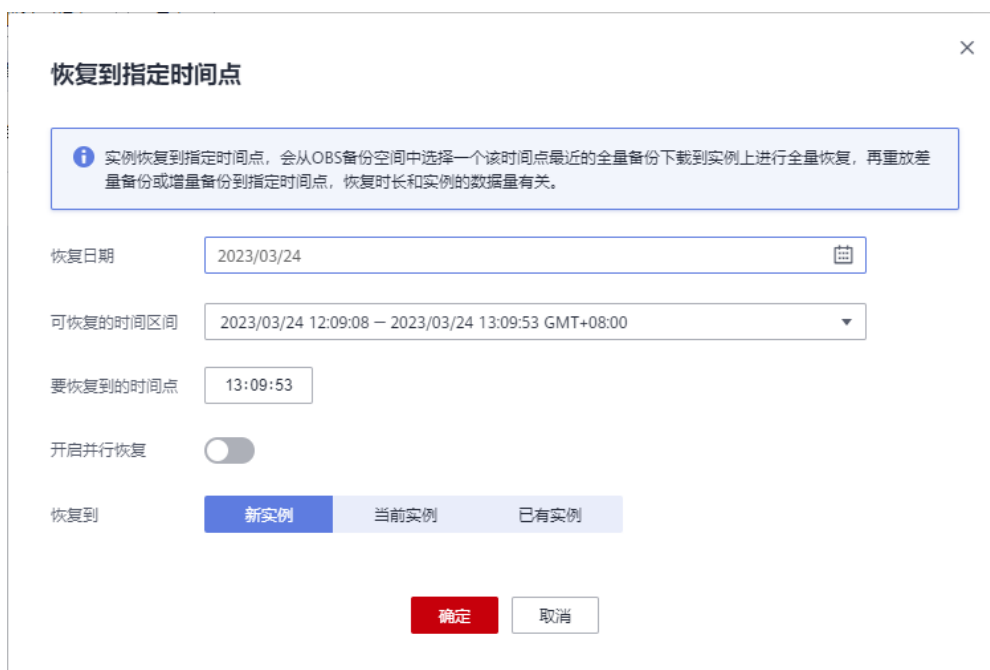 恢复到指定时间点
实例恢复到指定时间点，会从OBS备份空间中选择一个该时间点最近的全量备份下载到实例上进行全量恢复，再重放差
量备份或增量备份到指定时间点，恢复时长和实例的数据量有关。
恢复日期 2023/03/24
可恢复的时间区间 2023/03/24 12:09:08 — 2023/03/24 13:09:53 GMT+08:00
要恢复到的时间点 13:09:53
开启并行恢复
恢复到 新实例 当前实例 已有实例
确定 取消